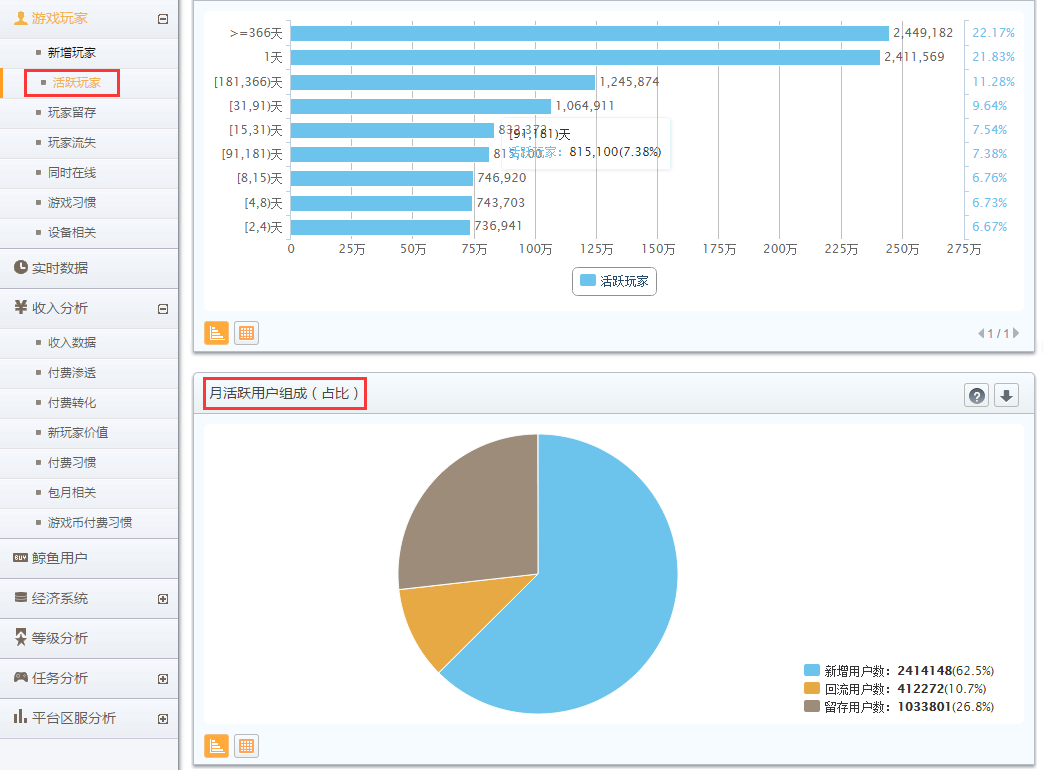 游戏玩家
新增玩家
活跃玩家
玩家留存
玩家流失
同时在线
游戏习惯
设备相关
实时数据
收入分析
收入数据
付费渗透
付费转化
新玩家价值
付费习惯
包月相关
游戏币付费习惯
BUY 鲸鱼用户
经济系统
等级分析
任务分析
平台区服分析
>=366天 2,449,182 22.17%
1天 2,411,569 21.83%
[181,366)天 1,245,874 11.28%
[31,91)天 1,064,911 9.64%
[15,31)天 7.54%
[91,181)天 815,100 7.38%
[8,15)天 746,920 6.76%
[4,8)天 743,703 6.73%
[2,4)天 736,941 6.67%
[91,181)天
活跃玩家: 815,100(7.38%)
0 25万 50万 75万 100万 125万 150万 175万 200万 225万 250万 275万
活跃玩家
1 / 1
月活跃用户组成（占比）
?
新增用户数: 2414148(62.5%)
回流用户数: 412272(10.7%)
留存用户数: 1033801(26.8%)